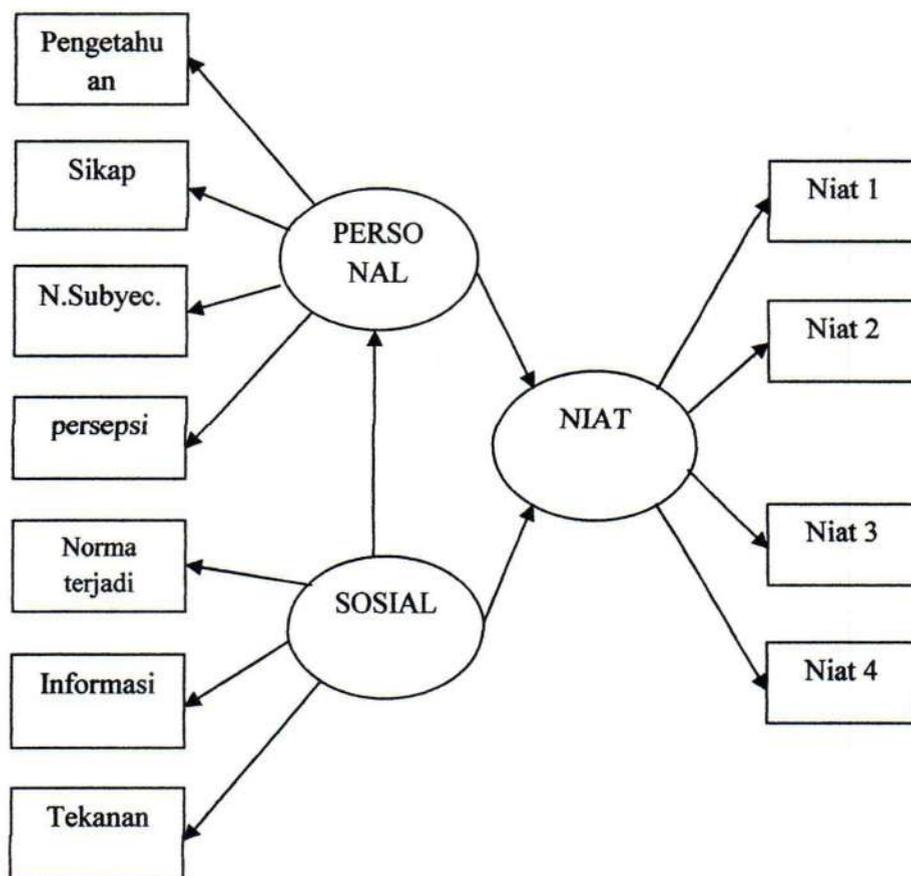 Pengetahu
an
Sikap
N.Subyec.
persepsi
Norma
terjadi
Informasi
Tekanan
PERSO
NAL
SOSIAL
NIAT
Niat 1
Niat 2
Niat 3
Niat 4